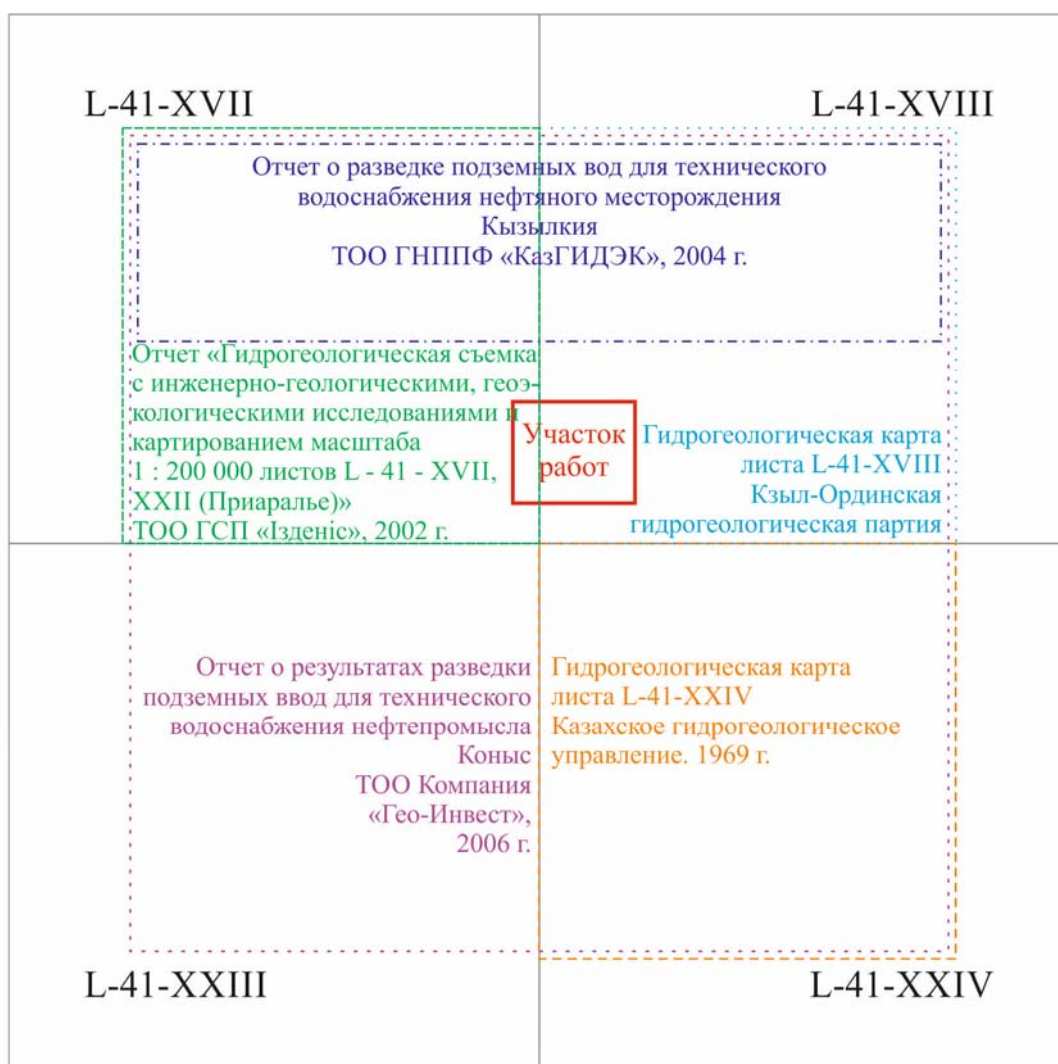 L-41-XVII
L-41-XVIII
Отчет о разведке подземных вод для технического
водоснабжения нефтяного месторождения
Кызылкия
ТОО ГНППФ «КазГИДЭК», 2004 г.
Отчет «Гидрогеологическая съемка
с инженерно-геологическими, геоэ-
кологическими исследованиями и
картированием масштаба
1 : 200 000 листов L - 41 - XVII,
XXII (Приаралье)»
ТОО ГСП «Ізденіс», 2002 г.
Участок
работ
Гидрогеологическая карта
листа L-41-XVIII
Кзыл-Ординская
гидрогеологическая партия
Отчет о результатах разведки
подземных ввод для технического
водоснабжения нефтепромысла
Коныс
ТОО Компания
«Гео-Инвест»,
2006 г.
Гидрогеологическая карта
листа L-41-XXIV
Казахское гидрогеологическое
управление. 1969 г.
L-41-XXIII
L-41-XXIV